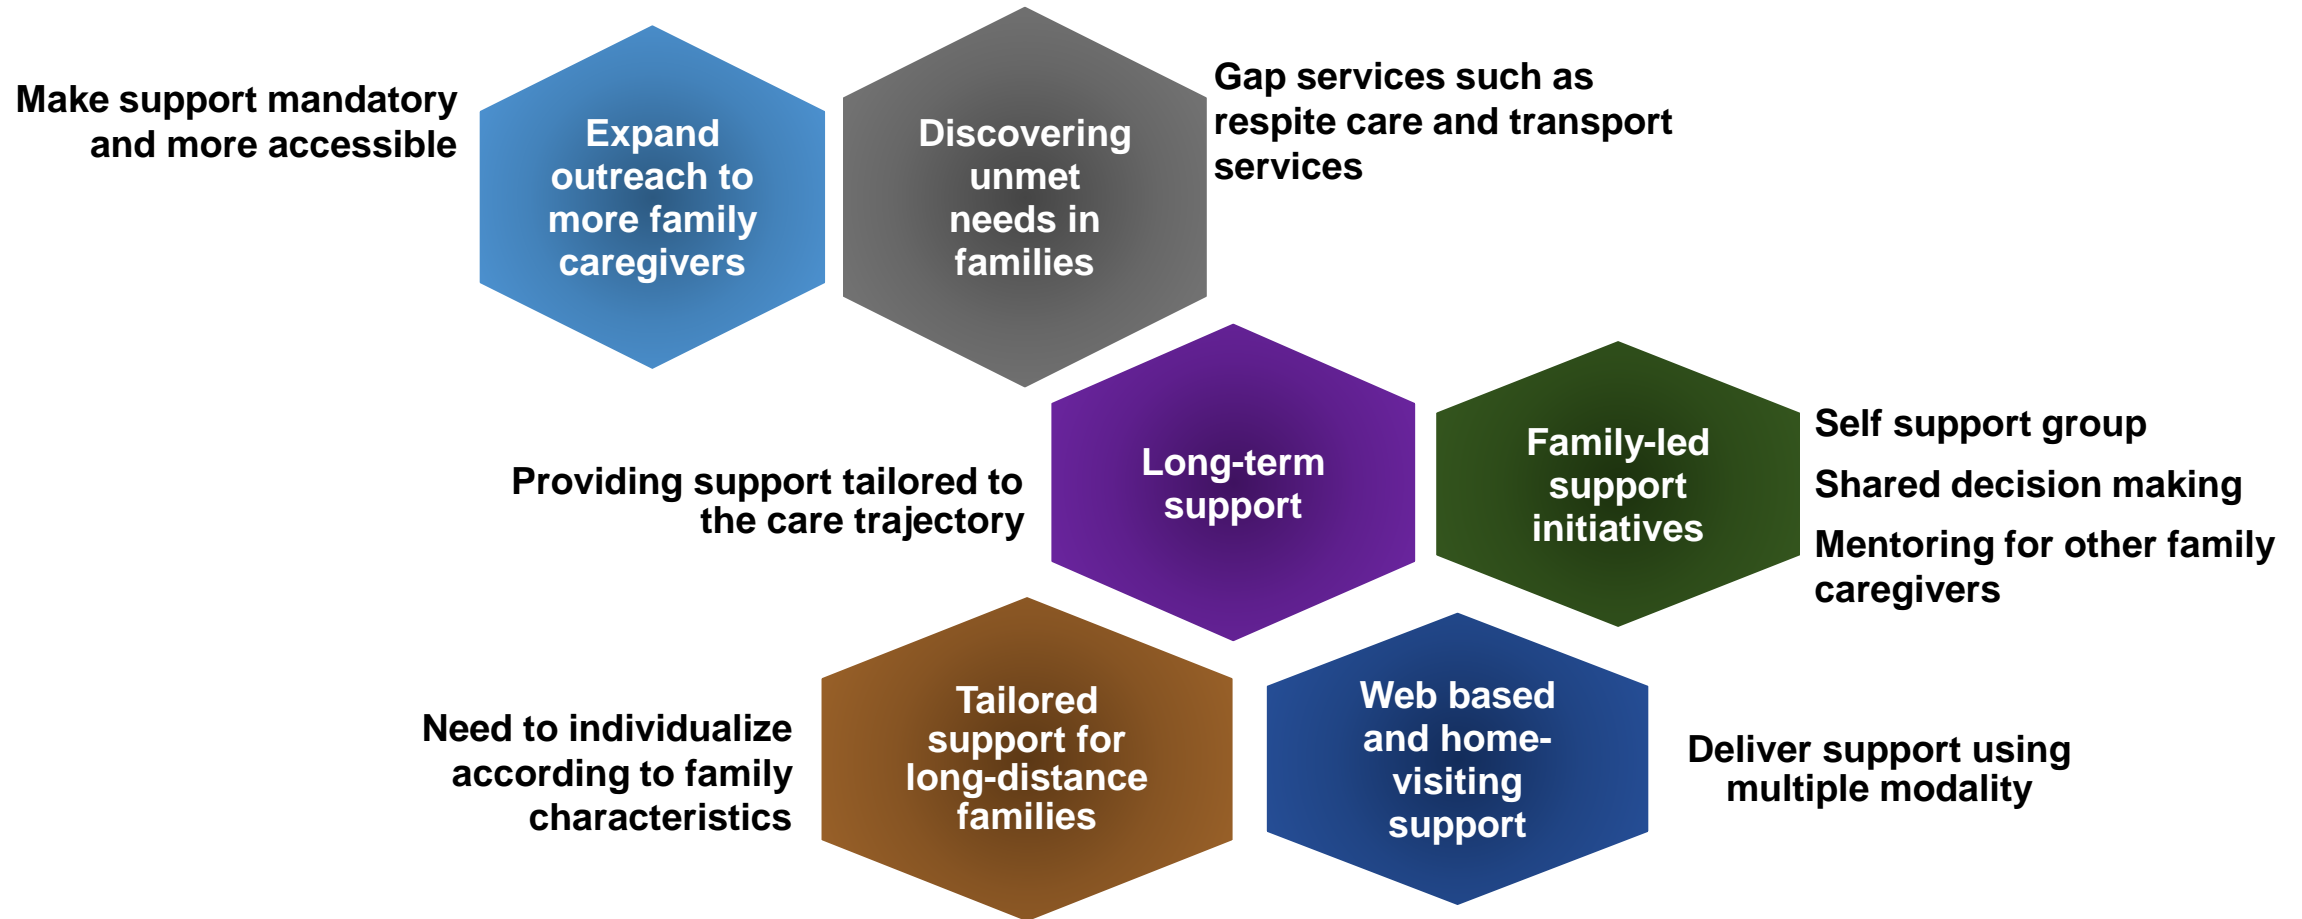 Make support mandatory
and more accessible
Expand
outreach to
more family
caregivers
Discovering
unmet
needs in
families
Gap services such as
respite care and transport
services
Providing support tailored to
the care trajectory
Long-term
support
Family-led
support
initiatives
Self support group
Shared decision making
Mentoring for other family
caregivers
Need to individualize
according to family
characteristics
Tailored
support for
long-distance
families
Web based
and home-
visiting
support
Deliver support using
multiple modality